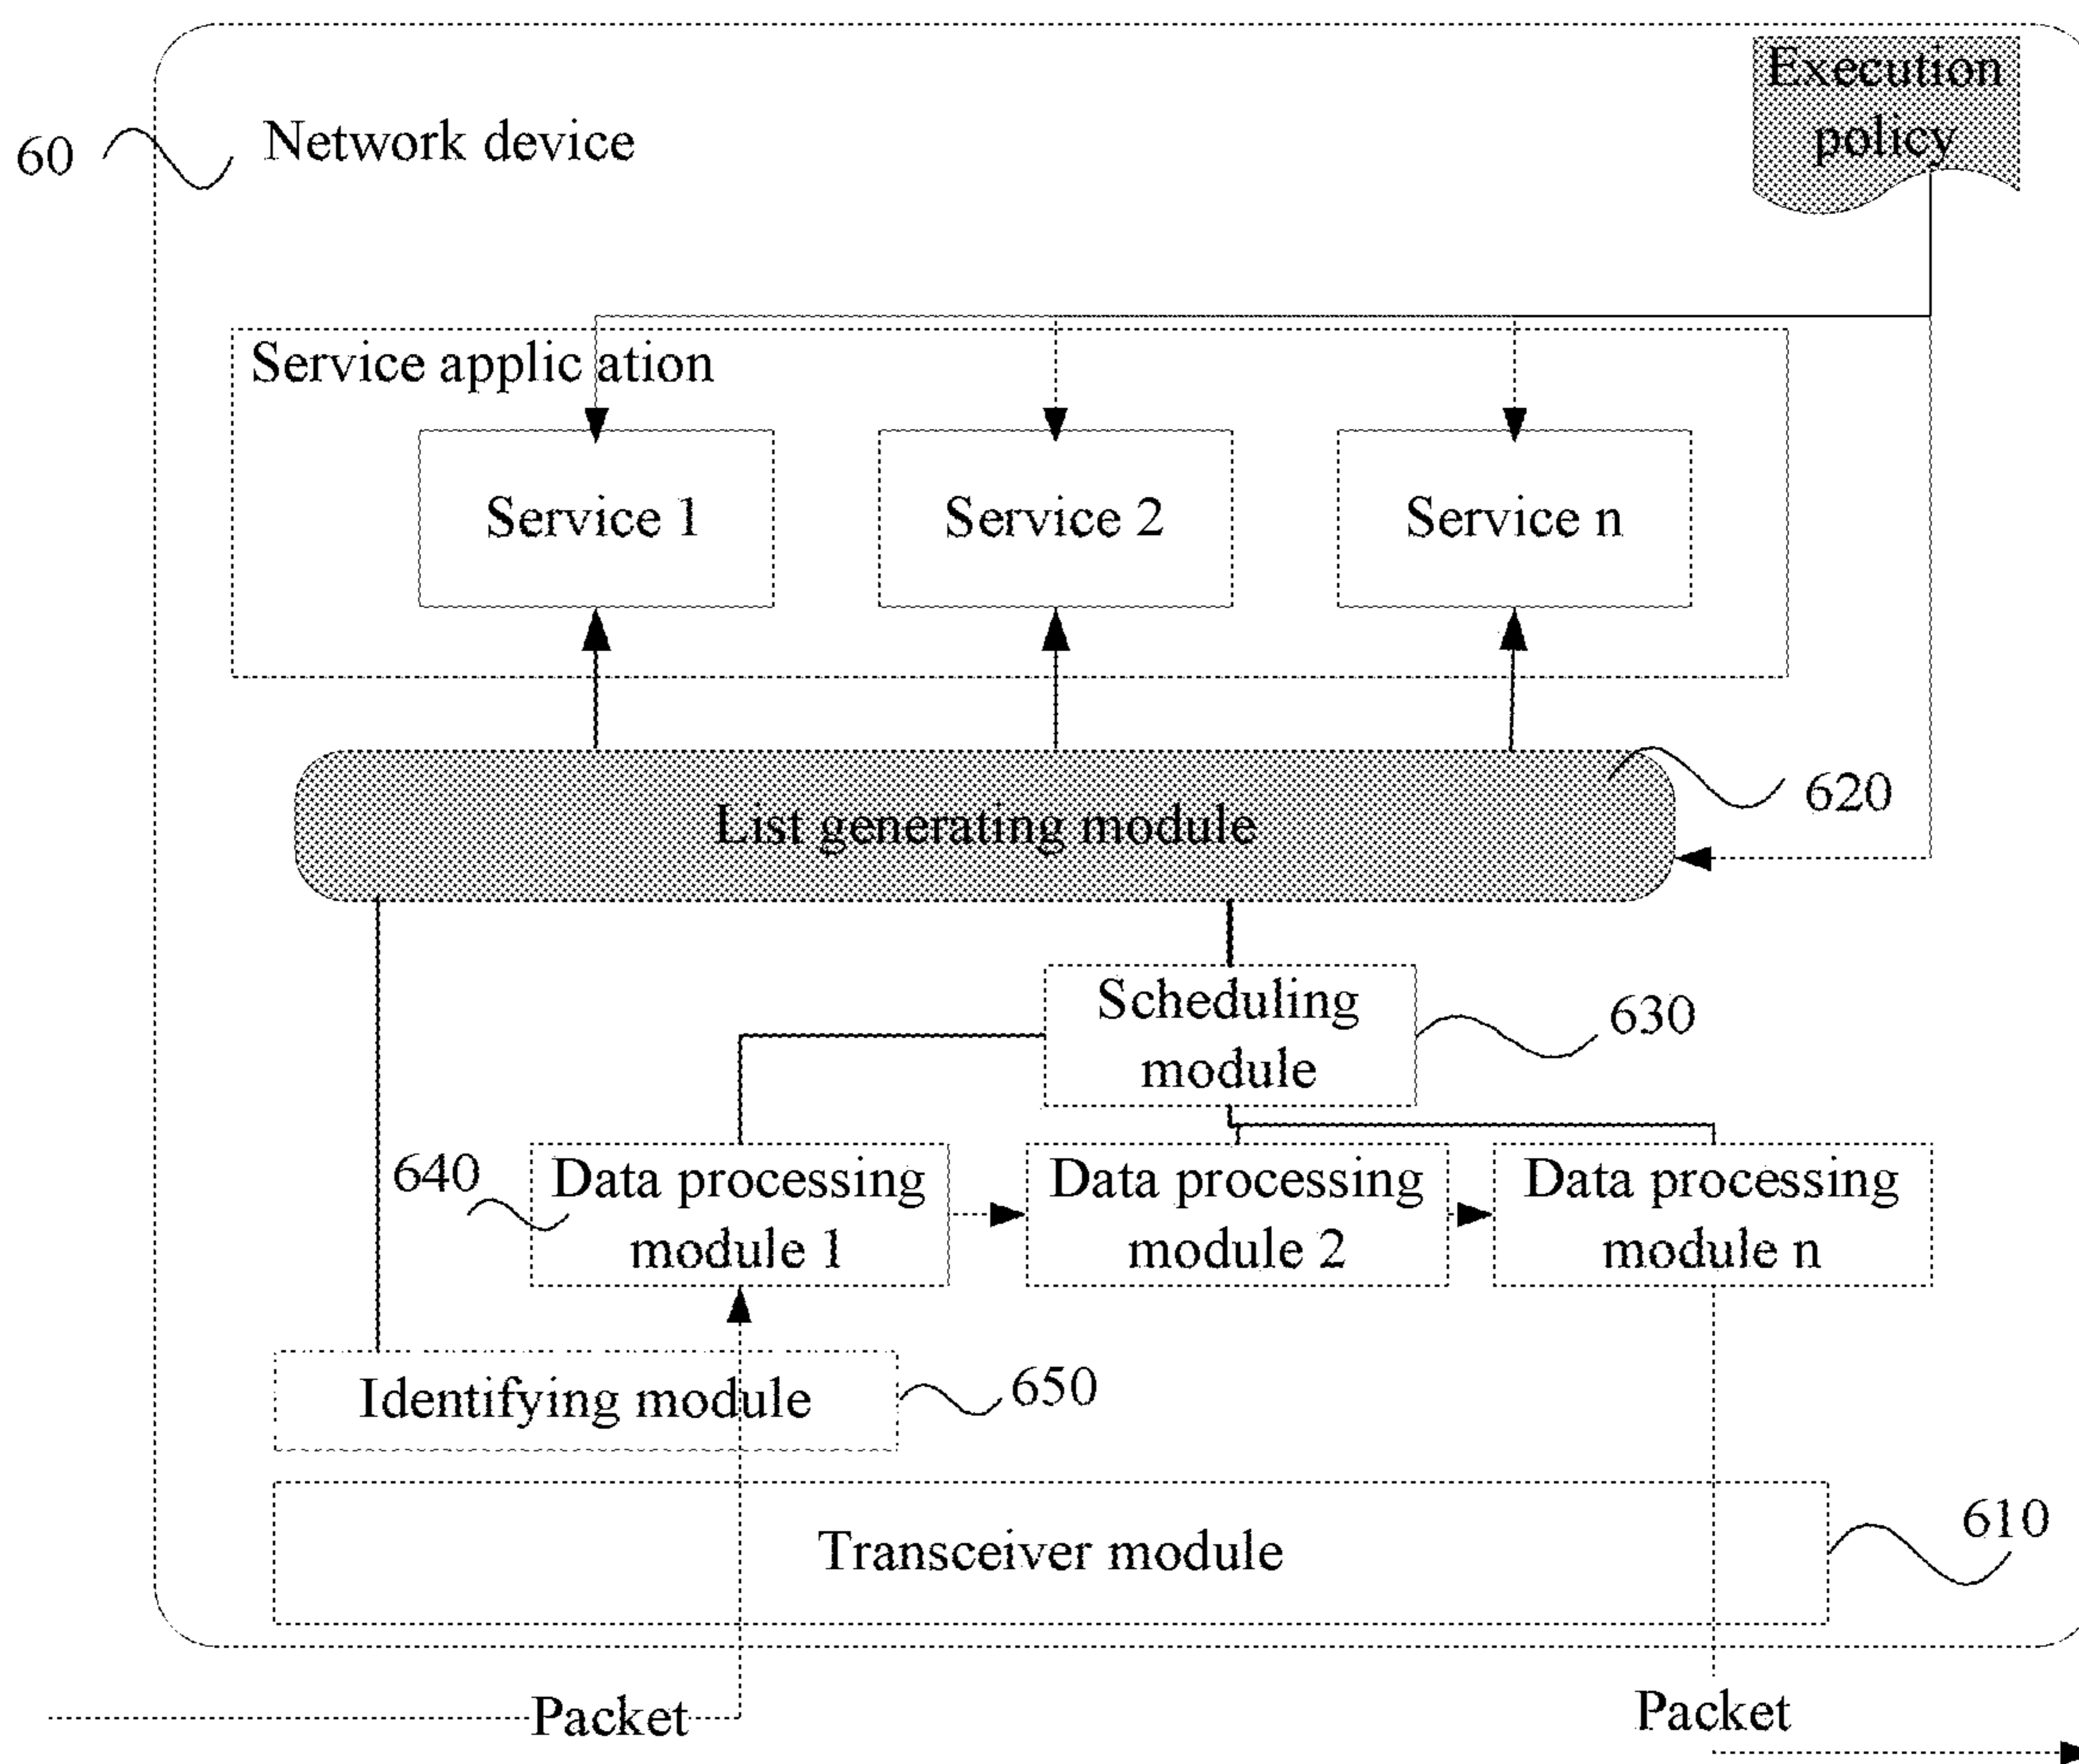 Execution
policy
60
Network device
Service application
Service 1
Service 2
Service n
List generating module
620
Scheduling
module
630
640
Data processing
module 1
Data processing
module 2
Data processing
module n
Identifying module
650
Transceiver module
610
Packet
Packet